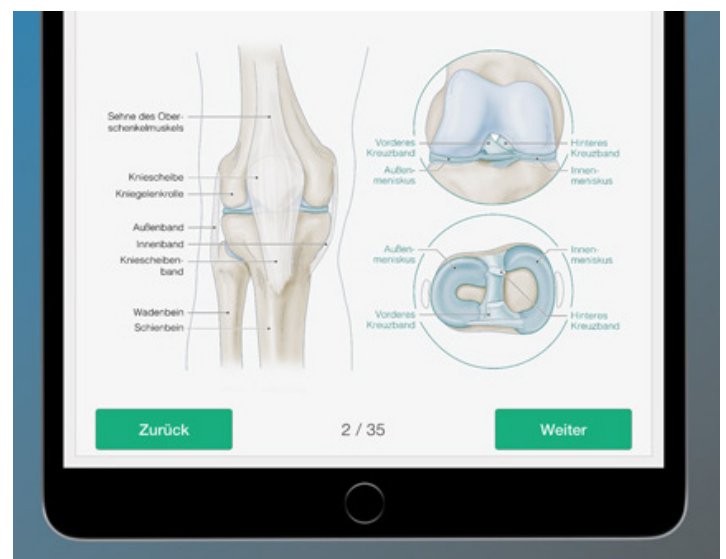 Sehne des Ober-
schenkelmuskels
Kniescheibe
Kniegelenkrolle
Außenband
Innenband
Kniescheiben-
band
Wadenbein
Schienbein
Vorderes
Kreuzband
Außen-
meniskus
Hinteres
Kreuzband
Innen-
meniskus
Außen-
meniskus
Innen-
meniskus
Vorderes
Kreuzband
Hinteres
Kreuzband
Zurück
2 / 35
Weiter